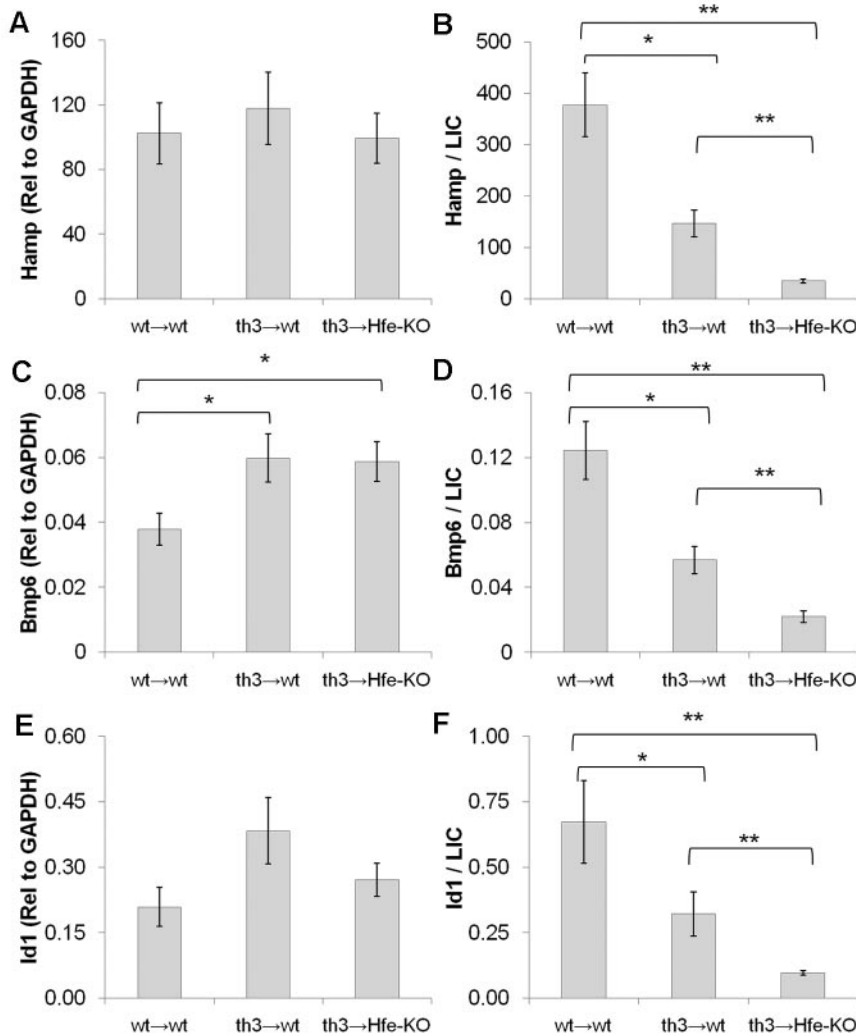 A
Hamp (Rel to GAPDH)
160
120
80
40
0
wt→wt th3→wt th3→Hfe-KO
B
Hamp / LIC
500
400
300
200
100
0
**
*
**
wt→wt th3→wt th3→Hfe-KO
C
Bmp6 (Rel to GAPDH)
0.08
0.06
0.04
0.02
0
*
*
wt→wt th3→wt th3→Hfe-KO
D
Bmp6 / LIC
0.16
0.12
0.08
0.04
0
**
*
**
wt→wt th3→wt th3→Hfe-KO
E
Id1 (Rel to GAPDH)
0.60
0.45
0.30
0.15
0.00
wt→wt th3→wt th3→Hfe-KO
F
Id1 / LIC
1.00
0.75
0.50
0.25
0.00
**
*
**
wt→wt th3→wt th3→Hfe-KO